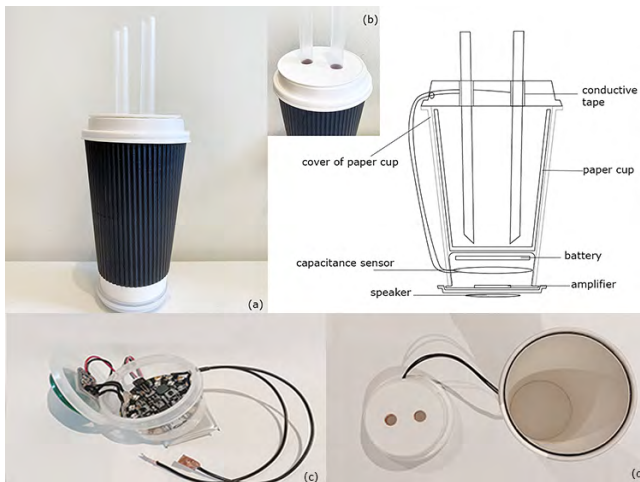 (b)
conductive
tape
cover of paper cup
paper cup
battery
capacitance sensor
amplifier
speaker
(a)
(c)
(d